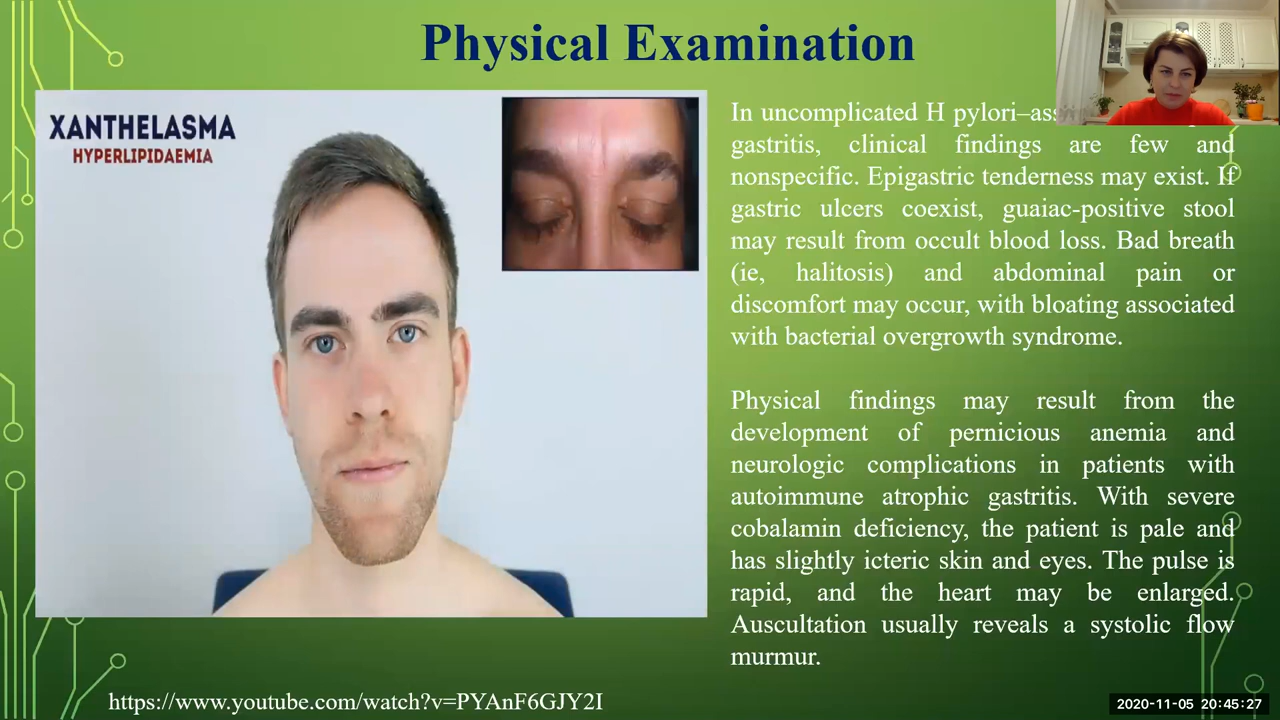 Physical Examination
XANTHELASMA
HYPERLIPIDAEMIA
In uncomplicated H pylori–
gastritis, clinical findings are few and
nonspecific. Epigastric tenderness may exist. If
gastric ulcers coexist, guaiac-positive stool
may result from occult blood loss. Bad breath
(ie, halitosis) and abdominal pain or
discomfort may occur, with bloating associated
with bacterial overgrowth syndrome.
Physical findings may result from the
development of pernicious anemia and
neurologic complications in patients with
autoimmune atrophic gastritis. With severe
cobalamin deficiency, the patient is pale and
has slightly icteric skin and eyes. The pulse is
rapid, and the heart may be enlarged.
Auscultation usually reveals a systolic flow
murmur.
https://www.youtube.com/watch?v=PYAnF6GJY2I
2020-11-05 20:45:27